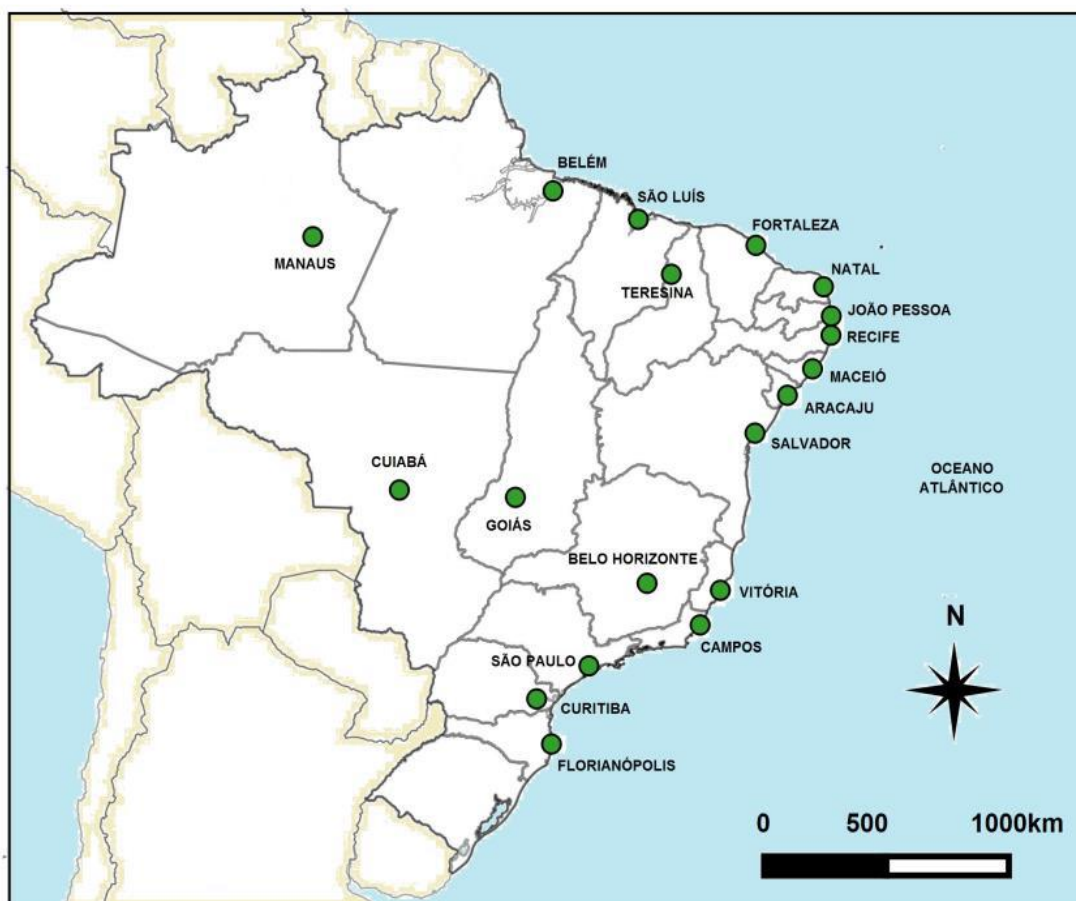 BELÉM
SÃO LUÍS
FORTALEZA
MANAUS
NATAL
TERESINA
JOÃO PESSOA
RECIFE
MACEIÓ
ARACAJU
SALVADOR
CUIABÁ
OCEANO
ATLÂNTICO
GOIÁS
BELO HORIZONTE
VITÓRIA
N
CAMPOS
SÃO PAULO
CURITIBA
FLORIANÓPOLIS
0 500 1000km